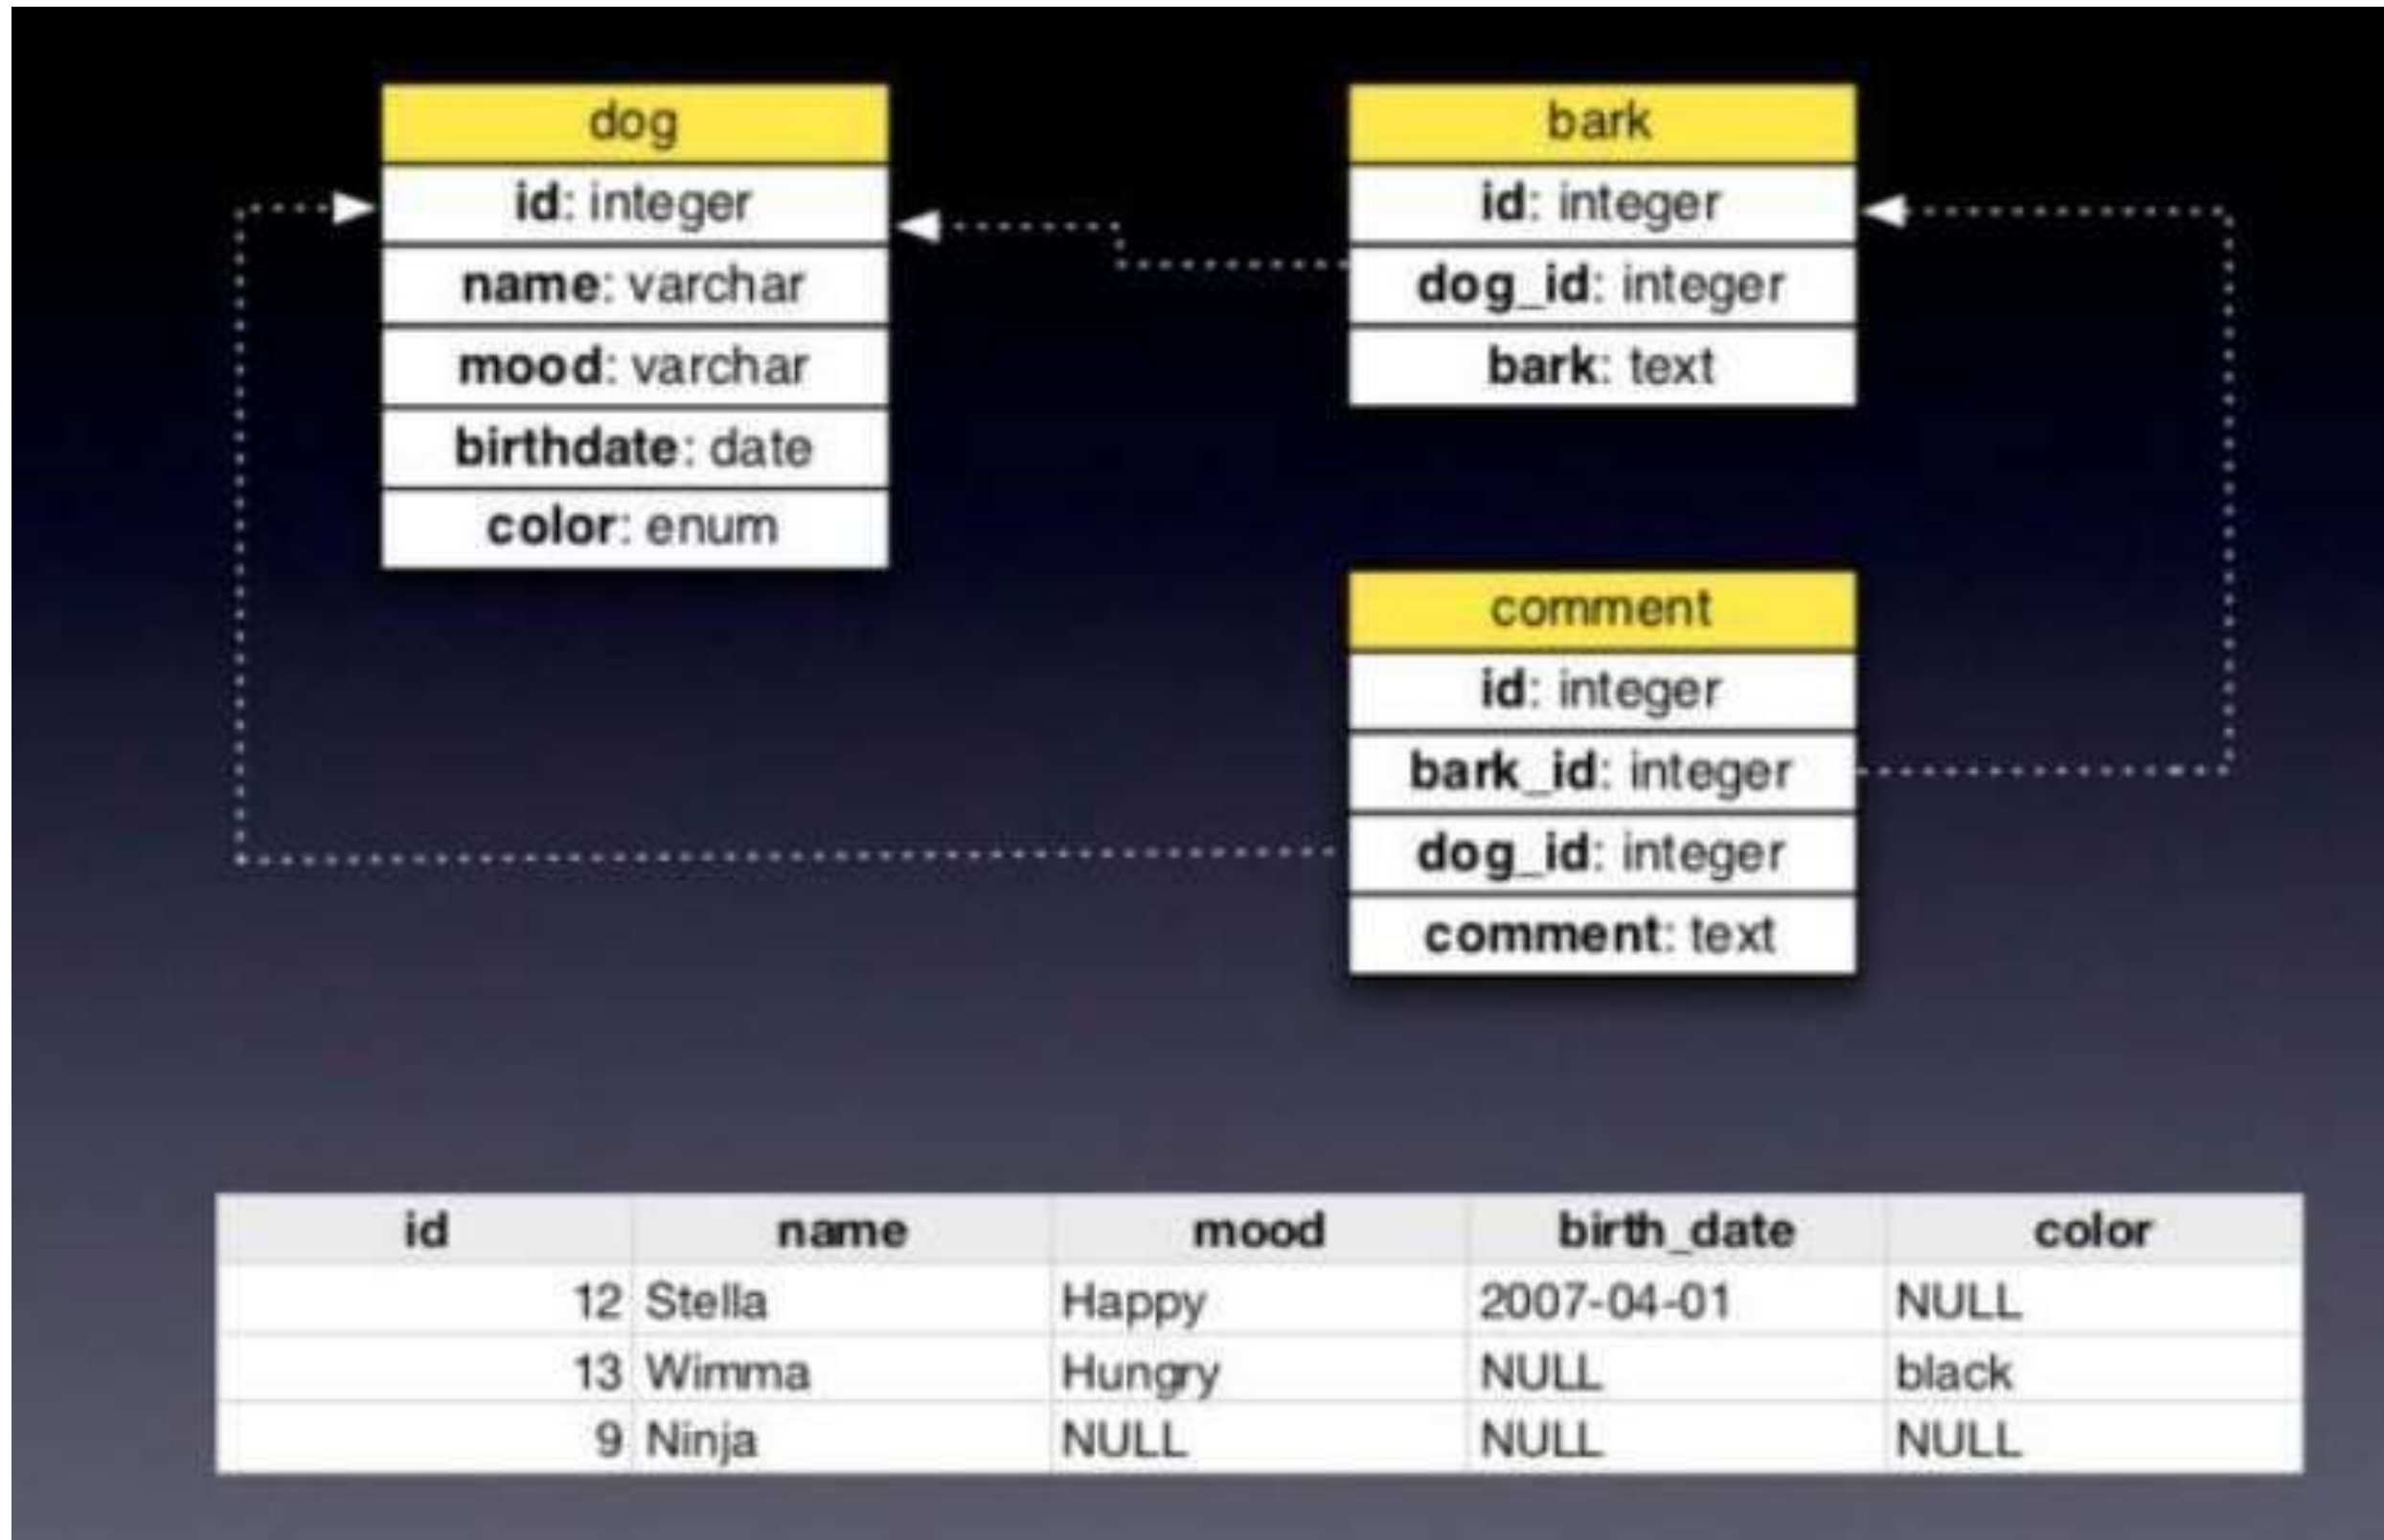 dog
id: integer
name: varchar
mood: varchar
birthdate: date
color: enum
bark
id: integer
dog_id: integer
bark: text
comment
id: integer
bark_id: integer
dog_id: integer
comment: text
id name mood birth_date color
12 Stella Happy 2007-04-01 NULL
13 Wimma Hungry NULL black
9 Ninja NULL NULL NULL